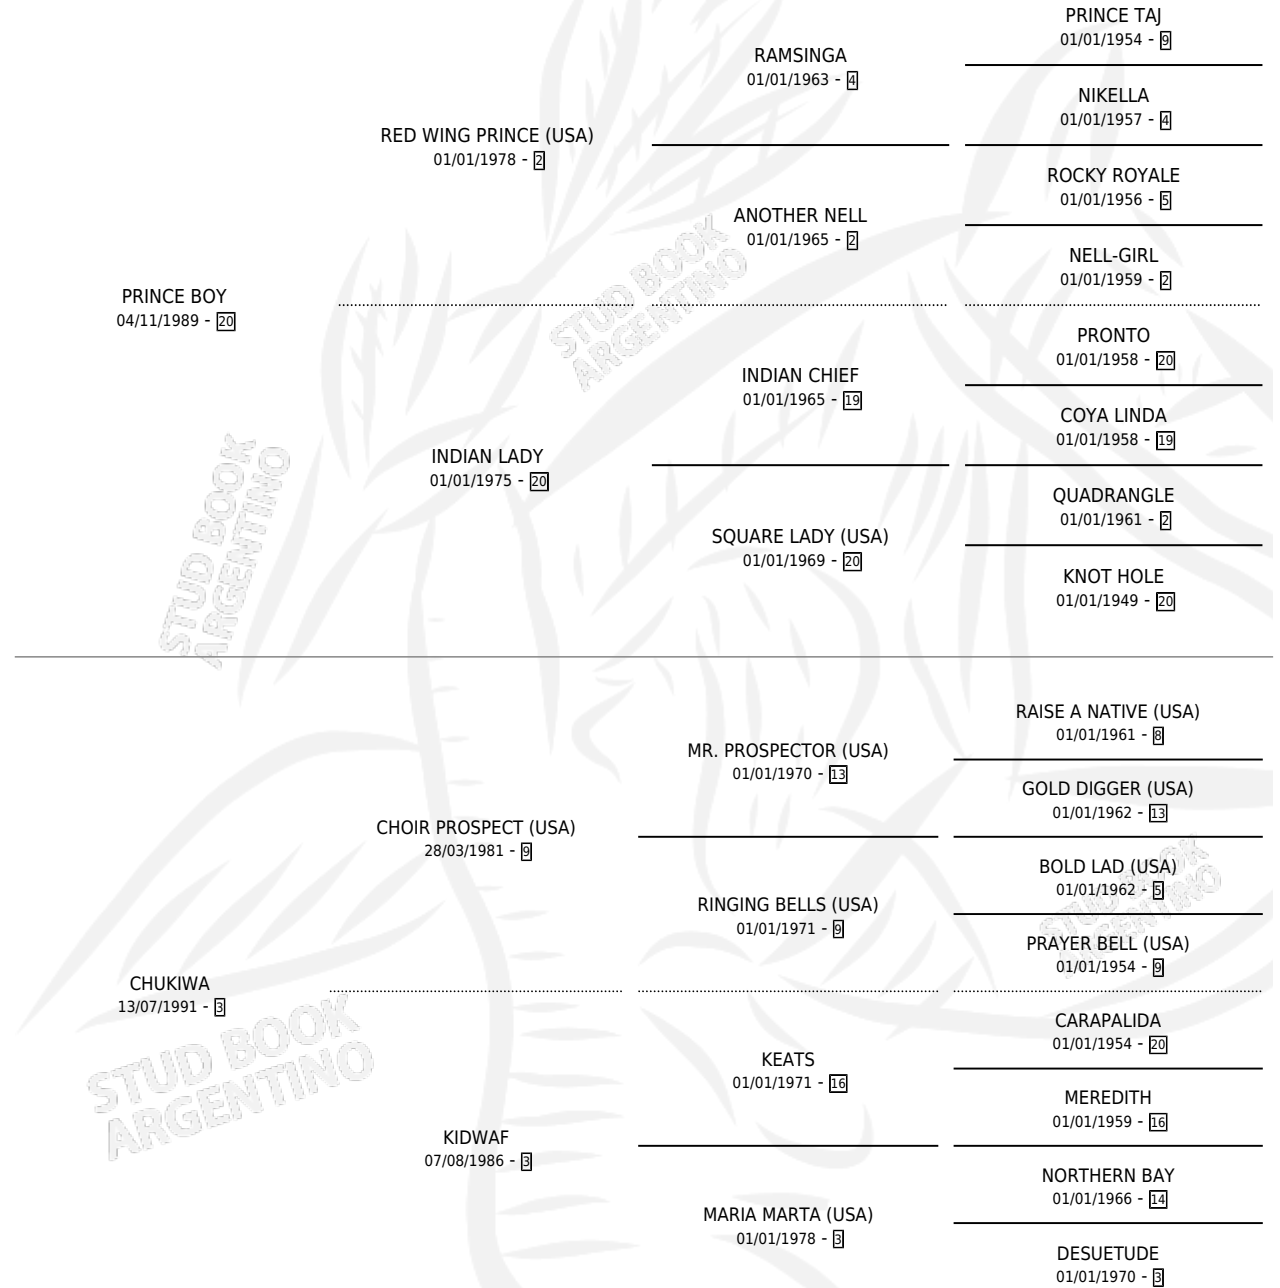 PRINCE TAJ
01/01/1954 - 9
RAMSINGA
01/01/1963 - 4
NIKELLA
01/01/1957 - 4
RED WING PRINCE (USA)
01/01/1978 - 2
ROCKY ROYALE
01/01/1956 - 5
ANOTHER NELL
01/01/1965 - 2
NELL-GIRL
01/01/1959 - 2
PRINCE BOY
04/11/1989 - 20
PRONTO
01/01/1958 - 20
INDIAN CHIEF
01/01/1965 - 19
COYA LINDA
01/01/1958 - 19
INDIAN LADY
01/01/1975 - 20
QUADRANGLE
01/01/1961 - 2
SQUARE LADY (USA)
01/01/1969 - 20
KNOT HOLE
01/01/1949 - 20
RAISE A NATIVE (USA)
01/01/1961 - 8
MR. PROSPECTOR (USA)
01/01/1970 - 13
GOLD DIGGER (USA)
01/01/1962 - 13
CHOIR PROSPECT (USA)
28/03/1981 - 9
BOLD LAD (USA)
01/01/1962 - 5
RINGING BELLS (USA)
01/01/1971 - 9
PRAYER BELL (USA)
01/01/1954 - 9
CHUKIWA
13/07/1991 - 3
CARAPALIDA
01/01/1954 - 20
KEATS
01/01/1971 - 16
MEREDITH
01/01/1959 - 16
KIDWAF
07/08/1986 - 3
NORTHERN BAY
01/01/1966 - 14
MARIA MARTA (USA)
01/01/1978 - 3
DESUETUDE
01/01/1970 - 3
STUD BOOK
ARGENTINO
STUD BOOK
ARGENTINO
STUD BOOK
ARGENTINO
STUD BOOK
ARGENTINO